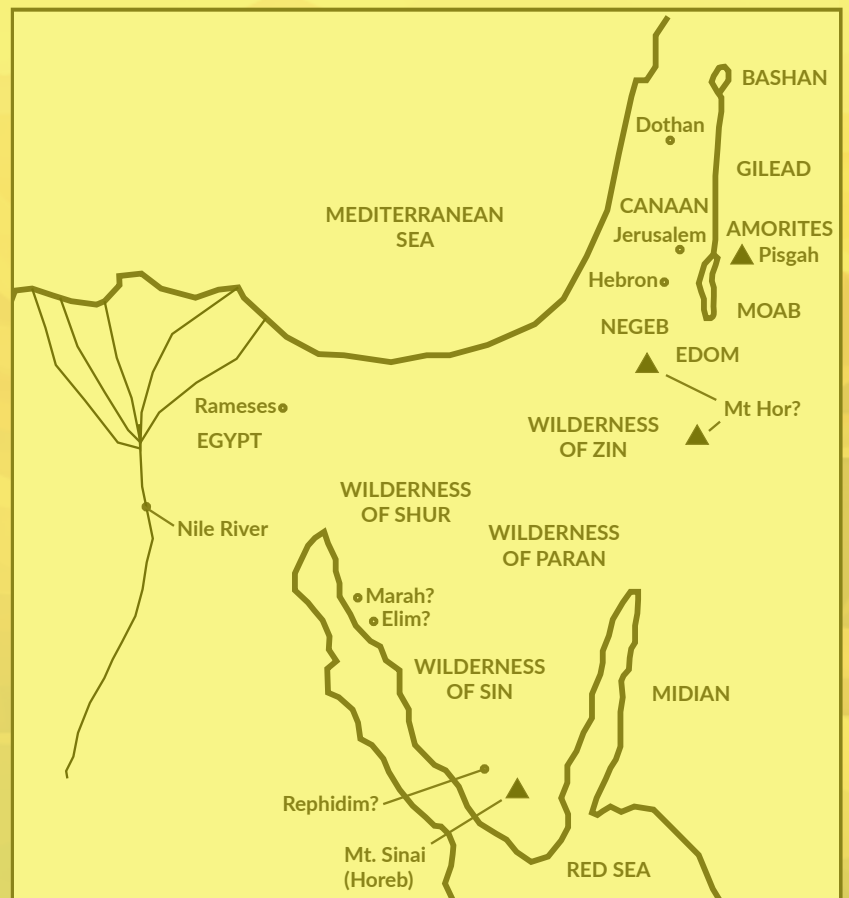 BASHAN
Dothan
GILEAD
CANAAN
MEDITERRANEAN
SEA
AMORITES
Jerusalem
Pisgah
Hebron
MOAB
NEGEB
EDOM
Rameses
Mt Hor?
EGYPT
WILDERNESS
OF ZIN
WILDERNESS
OF SHUR
Nile River
WILDERNESS
OF PARAN
Marah?
Elim?
WILDERNESS
OF SIN
MIDIAN
Rephidim?
Mt. Sinai
(Horeb)
RED SEA